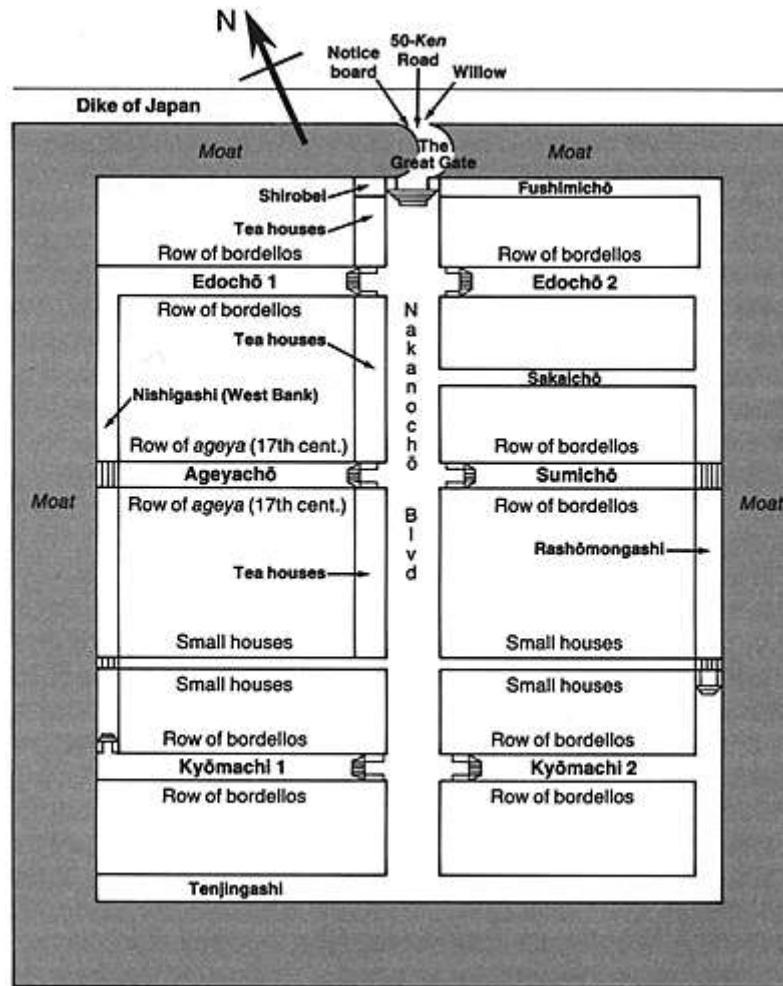 N
Notice
board
50-Ken
Road
Willow
Dike of Japan
Moat
The
Great Gate
Moat
Shirobei
Fushimichō
Tea houses
Row of bordellos
Row of bordellos
Edochō 1
Edochō 2
Row of bordellos
Tea houses
Nakanochō Blvd
Sakaichō
Nishigashi (West Bank)
Row of ageya (17th cent.)
Row of bordellos
Ageyachō
Sumichō
Moat
Row of ageya (17th cent.)
Row of bordellos
Moat
Rashōmongashi
Tea houses
Small houses
Small houses
Small houses
Small houses
Row of bordellos
Row of bordellos
Kyōmachi 1
Kyōmachi 2
Row of bordellos
Row of bordellos
Tenjingashi